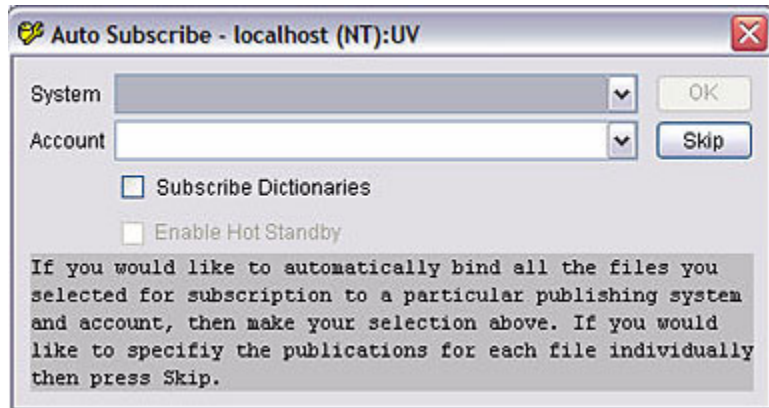 Auto Subscribe - localhost (NT):UV
System OK
Account Skip
Subscribe Dictionaries
Enable Hot Standby
If you would like to automatically bind all the files you
selected for subscription to a particular publishing system
and account, then make your selection above. If you would
like to specifiy the publications for each file individually
then press Skip.